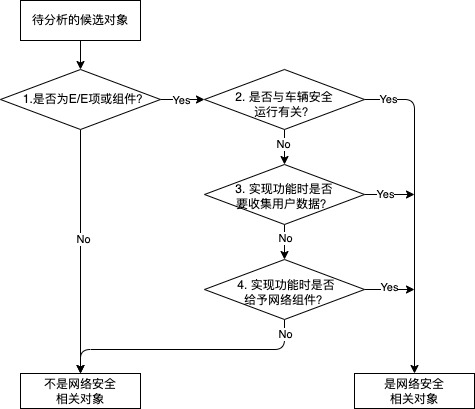 待分析的候选对象
1.是否为E/E项或组件?
Yes
2. 是否与车辆安全
运行有关?
Yes
No
3. 实现功能时是否
要收集用户数据?
Yes
No
No
4. 实现功能时是否
给予网络组件?
Yes
No
不是网络安全
相关对象
是网络安全
相关对象